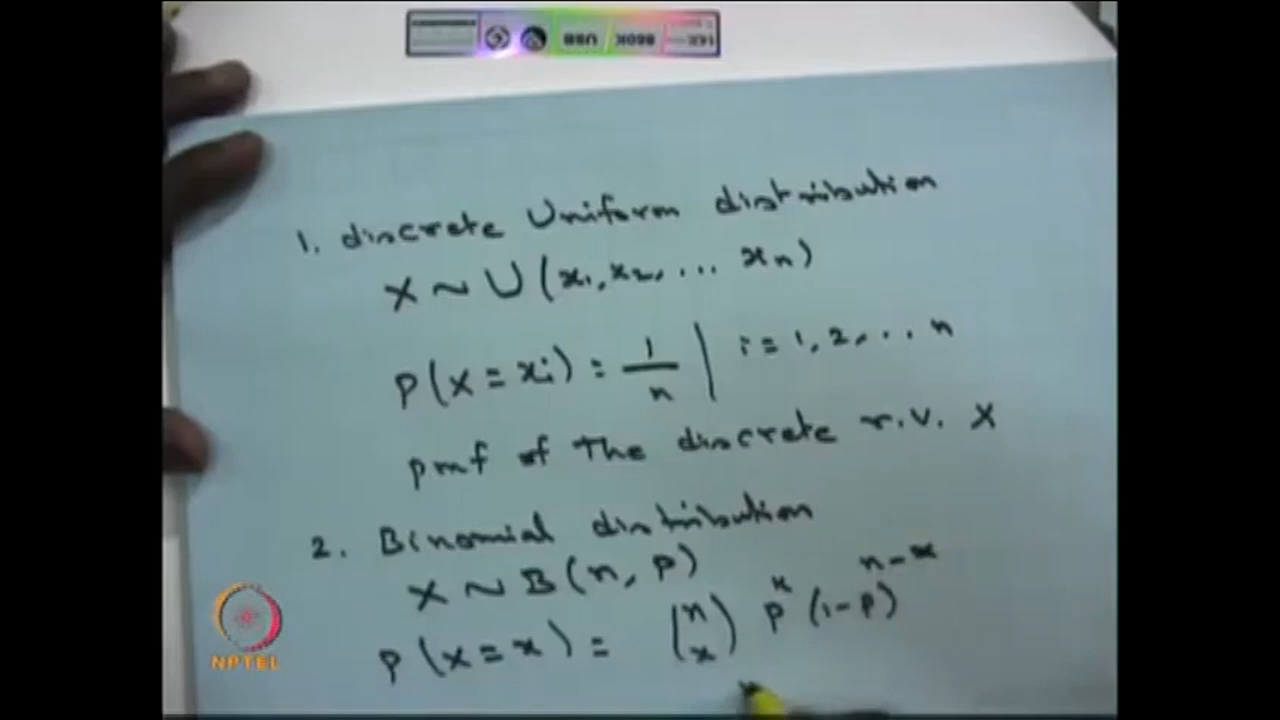 1. discrete Uniform distribution
X ~ U (x₁, x₂, ... xₙ)
P(X = xᵢ) = 1/n | i = 1, 2, .. n
pmf of The discrete r.v. X
2. Binomial distribution
X ~ B(n, p)
P(X = x) = (n x) pˣ (1-p)ⁿ⁻ˣ
NPTEL